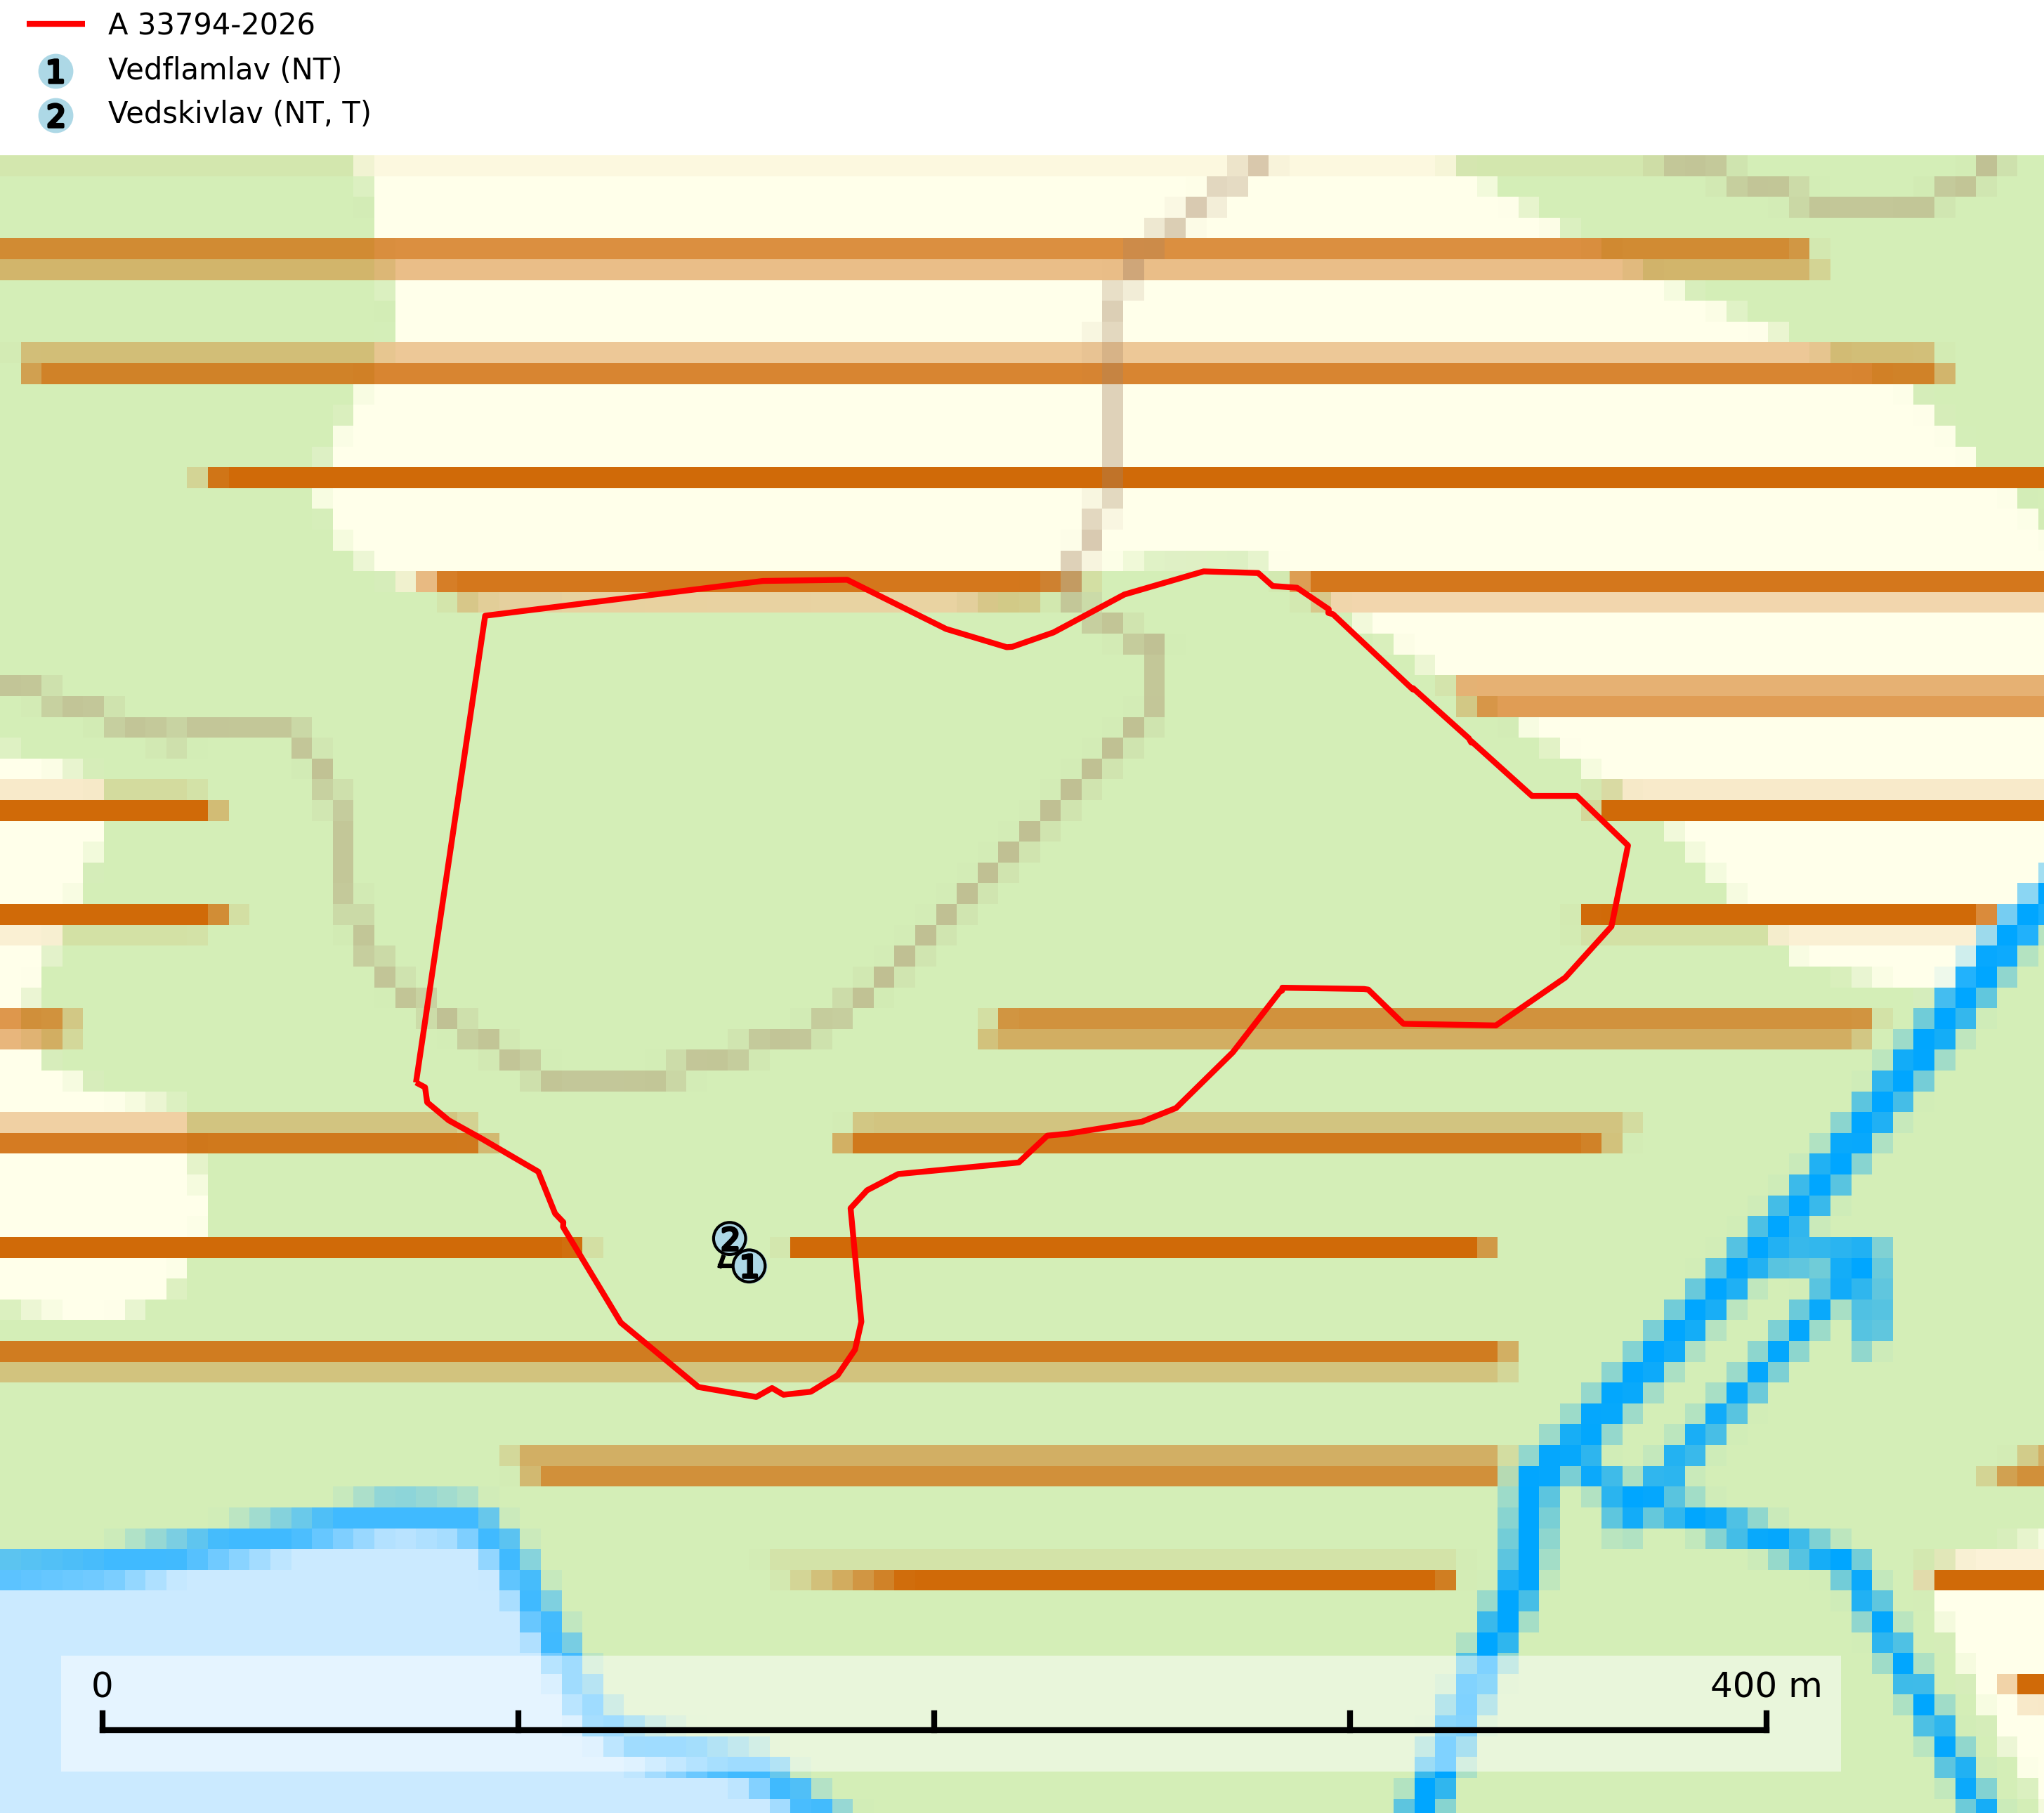 A 33794-2026
1 Vedflamlav (NT)
2 Vedskivlav (NT, T)
2
1
0 400 m